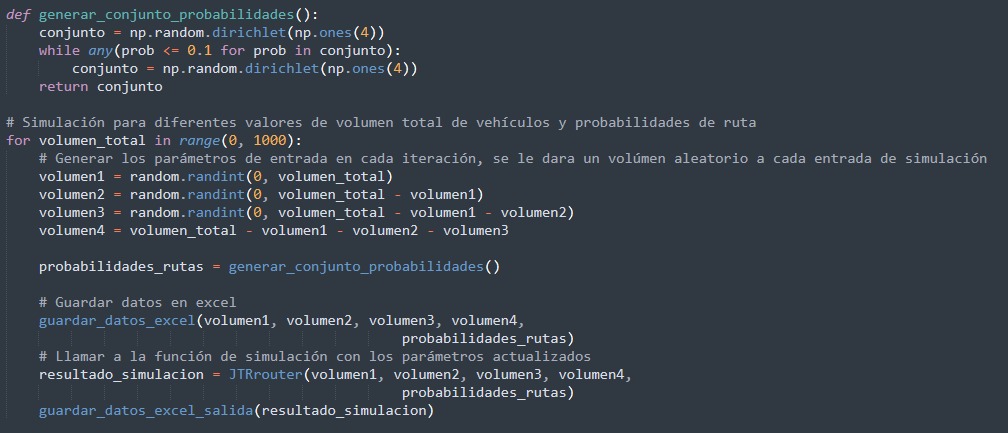 def generar_conjunto_probabilidades():
    conjunto = np.random.dirichlet(np.ones(4))
    while any(prob <= 0.1 for prob in conjunto):
        conjunto = np.random.dirichlet(np.ones(4))
    return conjunto

# Simulación para diferentes valores de volumen total de vehículos y probabilidades de ruta
for volumen_total in range(0, 1000):
    # Generar los parámetros de entrada en cada iteración, se le dara un volúmen aleatorio a cada entrada de simulación
    volumen1 = random.randint(0, volumen_total)
    volumen2 = random.randint(0, volumen_total - volumen1)
    volumen3 = random.randint(0, volumen_total - volumen1 - volumen2)
    volumen4 = volumen_total - volumen1 - volumen2 - volumen3

    probabilidades_rutas = generar_conjunto_probabilidades()

    # Guardar datos en excel
    guardar_datos_excel(volumen1, volumen2, volumen3, volumen4,
                                                probabilidades_rutas)
    # Llamar a la función de simulación con los parámetros actualizados
    resultado_simulacion = JTRrouter(volumen1, volumen2, volumen3, volumen4,
                                                probabilidades_rutas)
    guardar_datos_excel_salida(resultado_simulacion)